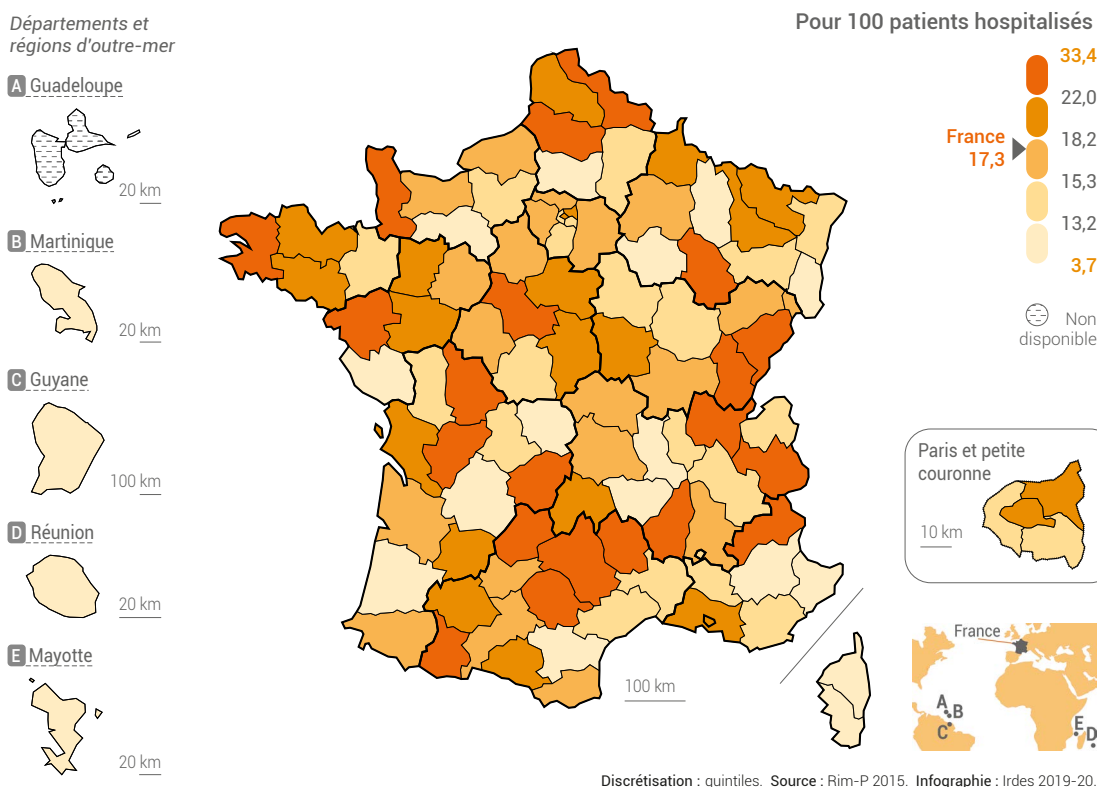 Départements et
régions d'outre-mer
A Guadeloupe
20 km
B Martinique
20 km
C Guyane
100 km
D Réunion
20 km
E Mayotte
20 km
Pour 100 patients hospitalisés
33,4
22,0
18,2
15,3
13,2
3,7
France
17,3
Non
disponible
Paris et petite
couronne
10 km
100 km
France
A
B
C
E
D
Discrétisation : quintiles. Source : Rim-P 2015. Infographie : Irdes 2019-20.